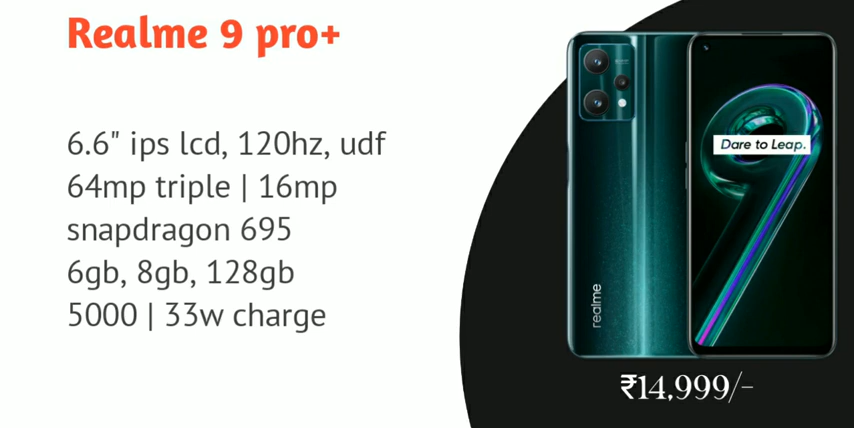 Realme 9 pro+
6.6" ips lcd, 120hz, udf
64mp triple | 16mp
snapdragon 695
6gb, 8gb, 128gb
5000 | 33w charge
Dare to Leap.
realme
₹14,999/-